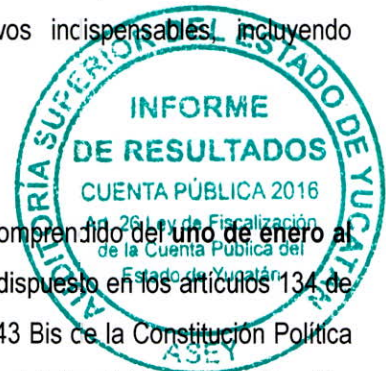 vos indispensables, incluyendo
AUDITORÍA SUPERIOR DEL ESTADO DE YUCATÁN
INFORME
DE RESULTADOS
CUENTA PÚBLICA 2016
Art. 26 Ley de Fiscalización
de la Cuenta Pública del
Estado de Yucatán
ASEY
omprendido del uno de enero al
dispuesto en los artículos 134 de
43 Bis de la Constitución Política